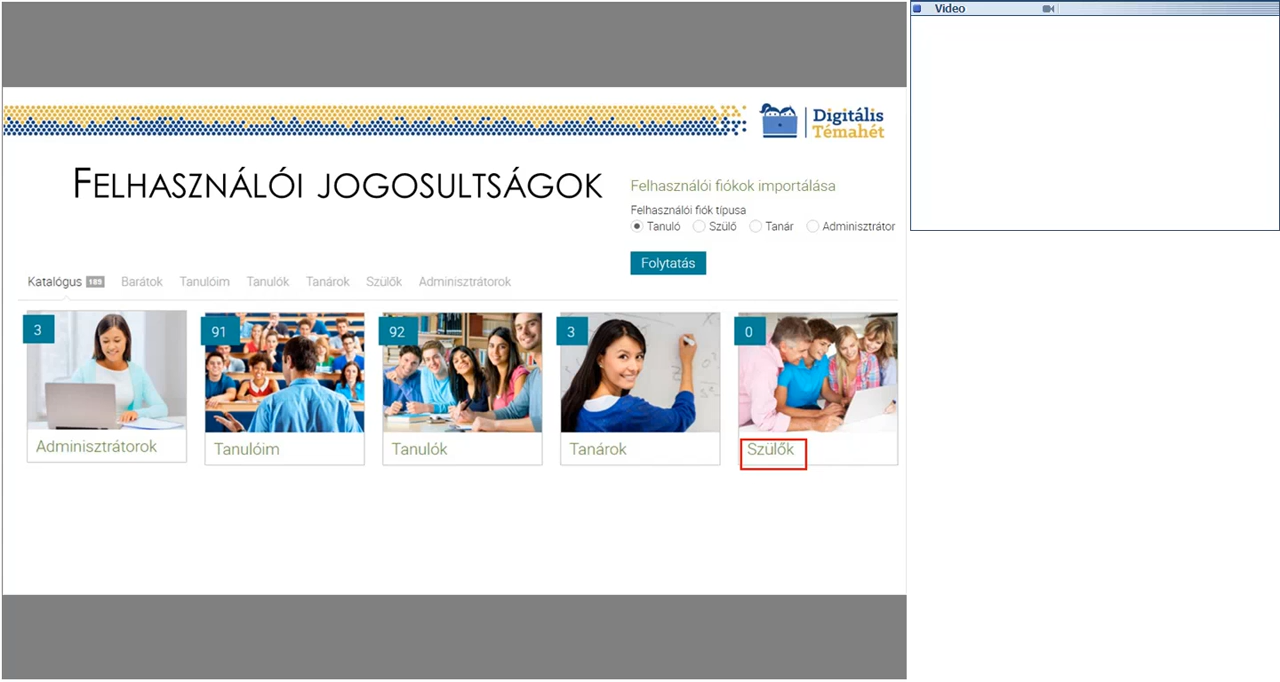 Video
Digitális
Témahét
FELHASZNÁLÓI JOGOSULTSÁGOK
Felhasználói fiókok importálása
Felhasználói fiók típusa
Tanuló Szülő Tanár Adminisztrátor
Folytatás
Katalógus 189 Barátok Tanulóim Tanulók Tanárok Szülők Adminisztrátorok
3 91 92 3 0
Adminisztrátorok Tanulóim Tanulók Tanárok Szülők